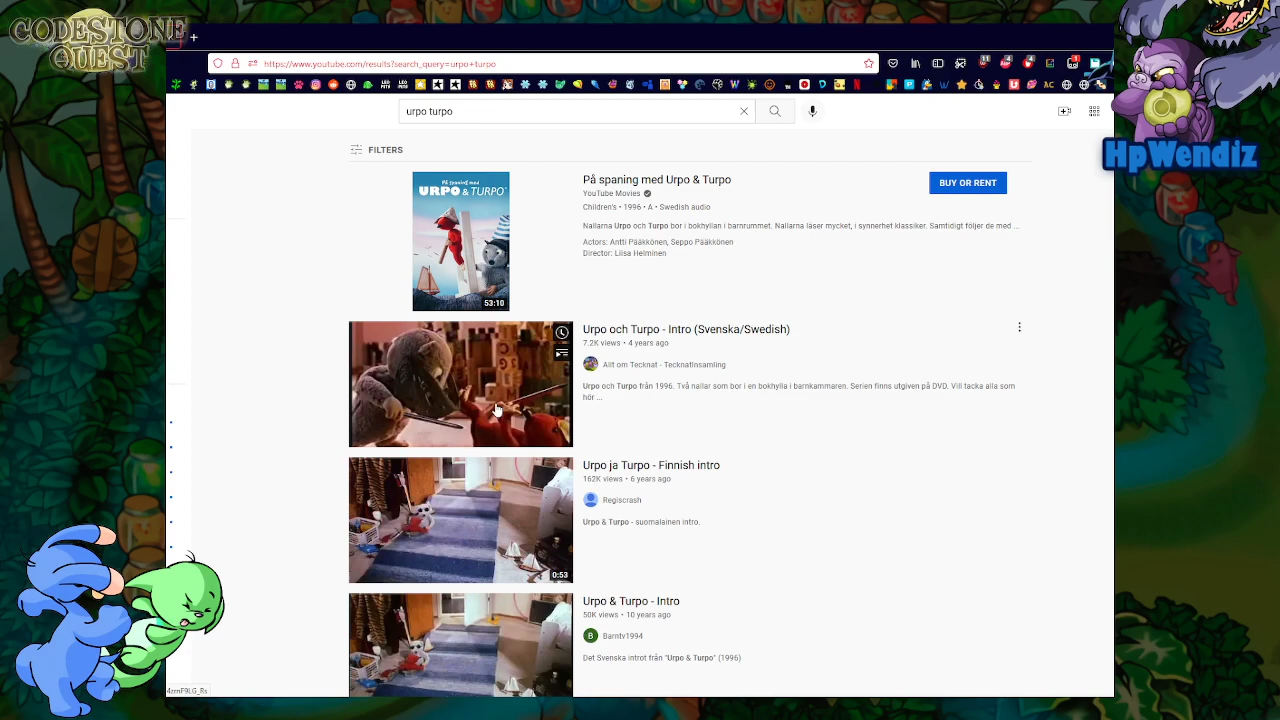 CODESTONE
QUEST
https://www.youtube.com/results?search_query=urpo+turpo
urpo turpo
HpWendiz
FILTERS
På spaning med
URPO & TURPO
53:10
På spaning med Urpo & Turpo
YouTube Movies
Children's • 1996 • A • Swedish audio
Nallarna Urpo och Turpo bor i bokhyllan i barnrummet. Nallarna läser mycket, i synnerhet klassiker. Samtidigt följer de med ...
Actors: Antti Pääkkönen, Seppo Pääkkönen
Director: Liisa Helminen
BUY OR RENT
Urpo och Turpo - Intro (Svenska/Swedish)
7.2K views • 4 years ago
Allt om Tecknat - TecknatInsamling
Urpo och Turpo från 1996. Två nallar som bor i en bokhylla i barnkammaren. Serien finns utgiven på DVD. Vill tacka alla som
hör ...
Urpo ja Turpo - Finnish intro
162K views • 6 years ago
Regiscrash
Urpo & Turpo - suomalainen intro.
0:53
Urpo & Turpo - Intro
50K views • 10 years ago
B
Barntv1994
Det Svenska introt från "Urpo & Turpo" (1996)
4zrnF9LG_Rs